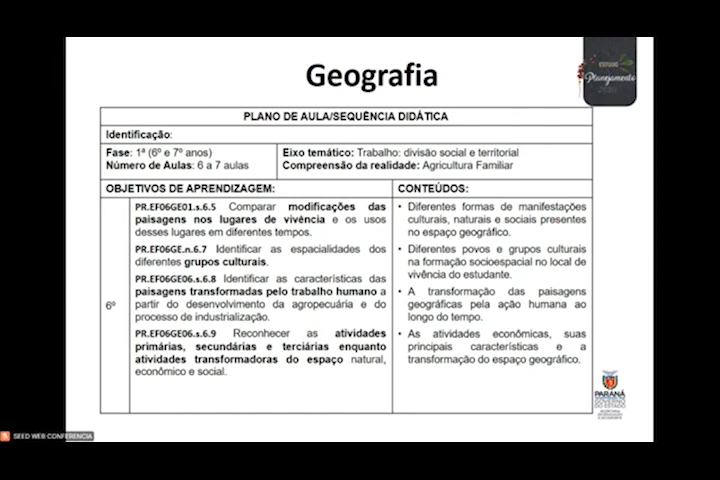 Geografia
ESTUDO
Planejamento
PLANO DE AULA/SEQUÊNCIA DIDÁTICA
Identificação:
Fase: 1ª (6º e 7º anos)
Número de Aulas: 6 a 7 aulas
Eixo temático: Trabalho: divisão social e territorial
Compreensão da realidade: Agricultura Familiar
OBJETIVOS DE APRENDIZAGEM:
CONTEÚDOS:
6º
PR.EF06GE01.s.6.5 Comparar modificações das
paisagens nos lugares de vivência e os usos
desses lugares em diferentes tempos.
PR.EF06GE.n.6.7 Identificar as espacialidades dos
diferentes grupos culturais.
PR.EF06GE06.s.6.8 Identificar as características das
paisagens transformadas pelo trabalho humano a
partir do desenvolvimento da agropecuária e do
processo de industrialização.
PR.EF06GE06.s.6.9 Reconhecer as atividades
primárias, secundárias e terciárias enquanto
atividades transformadoras do espaço natural,
econômico e social.
• Diferentes formas de manifestações
culturais, naturais e sociais presentes
no espaço geográfico.
• Diferentes povos e grupos culturais
na formação socioespacial no local de
vivência do estudante.
• A transformação das paisagens
geográficas pela ação humana ao
longo do tempo.
• As atividades econômicas, suas
principais características e a
transformação do espaço geográfico.
PARANÁ
GOVERNO DO ESTADO
SEED WEB CONFERENCIA